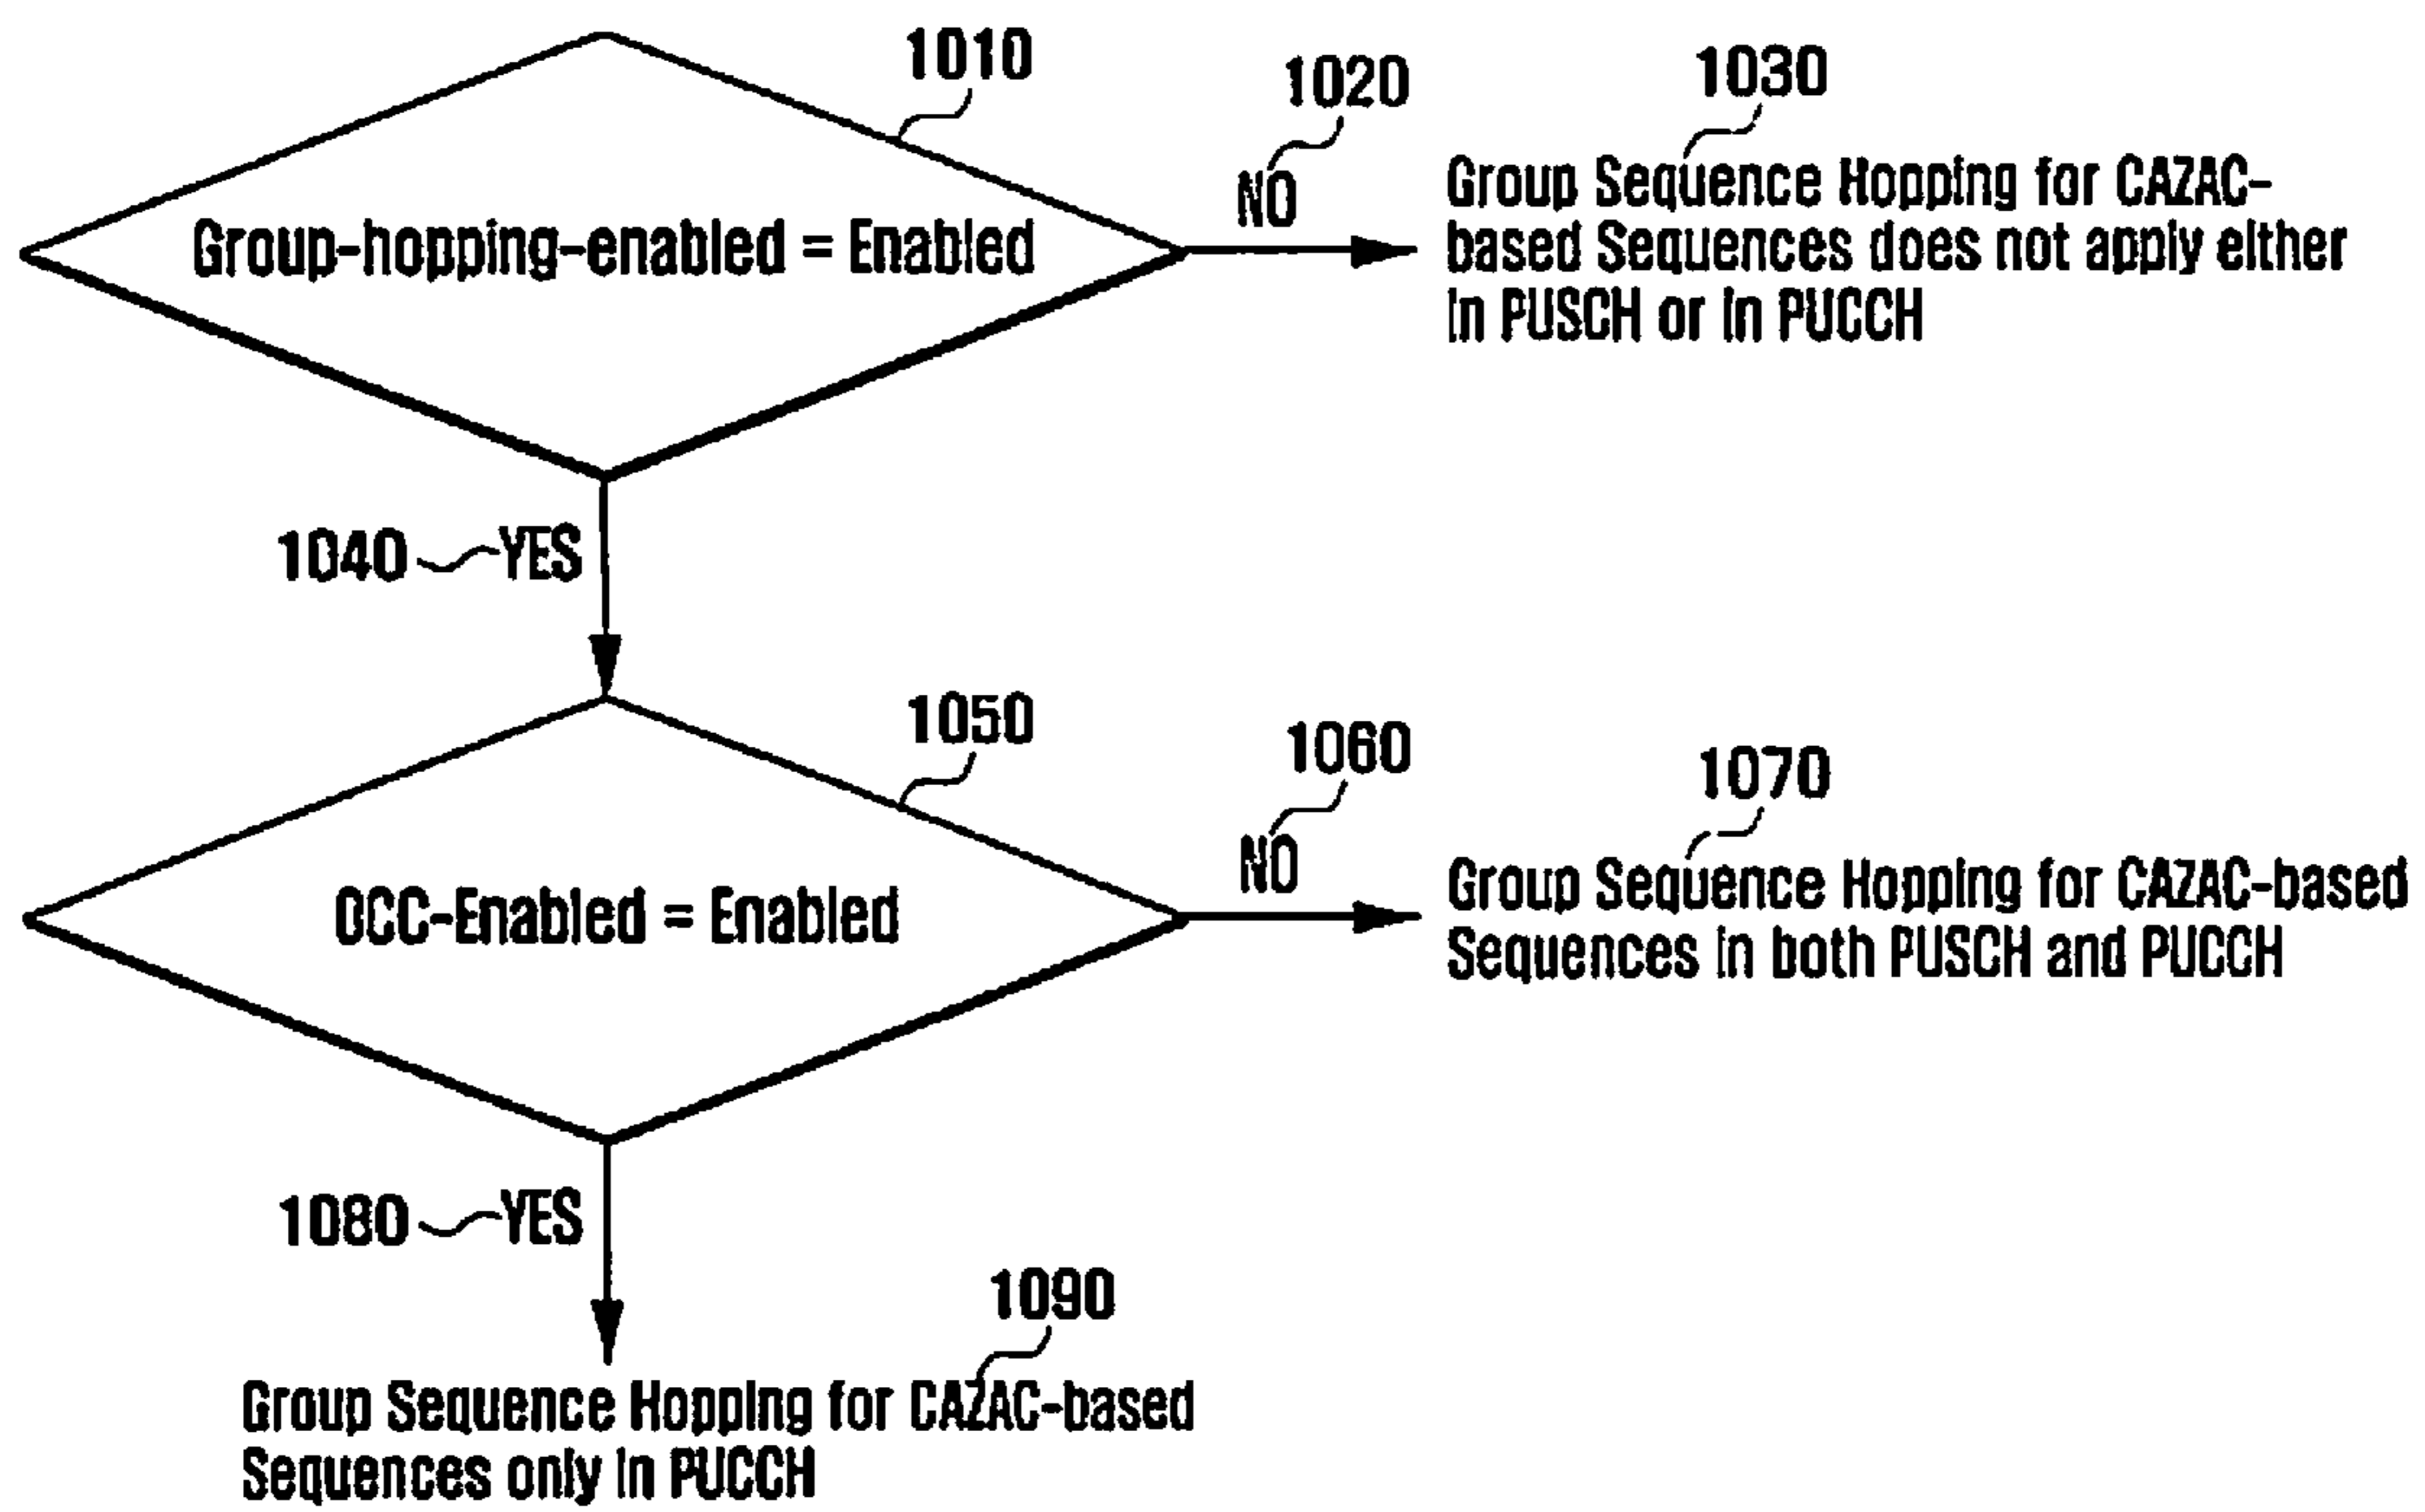 1010
1020
1030
Group-hopping-enabled = Enabled
NO
Group Sequence Hopping for CAZAC-
based Sequences does not apply either
in PUSCH or in PUCCH
1040
YES
1050
1060
1070
OCC-Enabled = Enabled
NO
Group Sequence Hopping for CAZAC-based
Sequences in both PUSCH and PUCCH
1080
YES
1090
Group Sequence Hopping for CAZAC-based
Sequences only in PUCCH